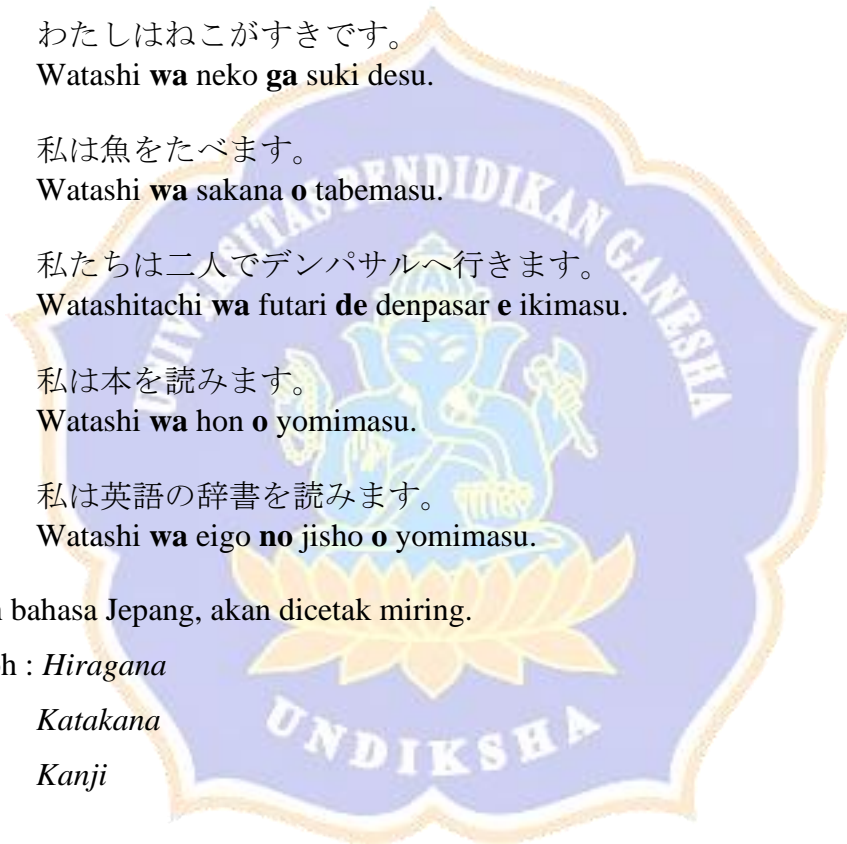 わたしはねこがすきです。
Watashi wa neko ga suki desu.
私は魚をたべます。
Watashi wa sakana o tabemasu.
私たちは二人でデンパサルへ行きます。
Watashitachi wa futari de denpasar e ikimasu.
私は本を読みます。
Watashi wa hon o yomimasu.
私は英語の辞書を読みます。
Watashi wa eigo no jisho o yomimasu.
bahasa Jepang, akan dicetak miring.
: Hiragana
Katakana
Kanji
UNIVERSITAS PENDIDIKAN GANESHA
UNDIKSHA